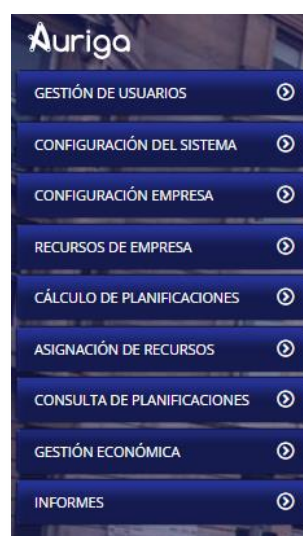 Auriga
GESTIÓN DE USUARIOS
CONFIGURACIÓN DEL SISTEMA
CONFIGURACIÓN EMPRESA
RECURSOS DE EMPRESA
CÁLCULO DE PLANIFICACIONES
ASIGNACIÓN DE RECURSOS
CONSULTA DE PLANIFICACIONES
GESTIÓN ECONÓMICA
INFORMES